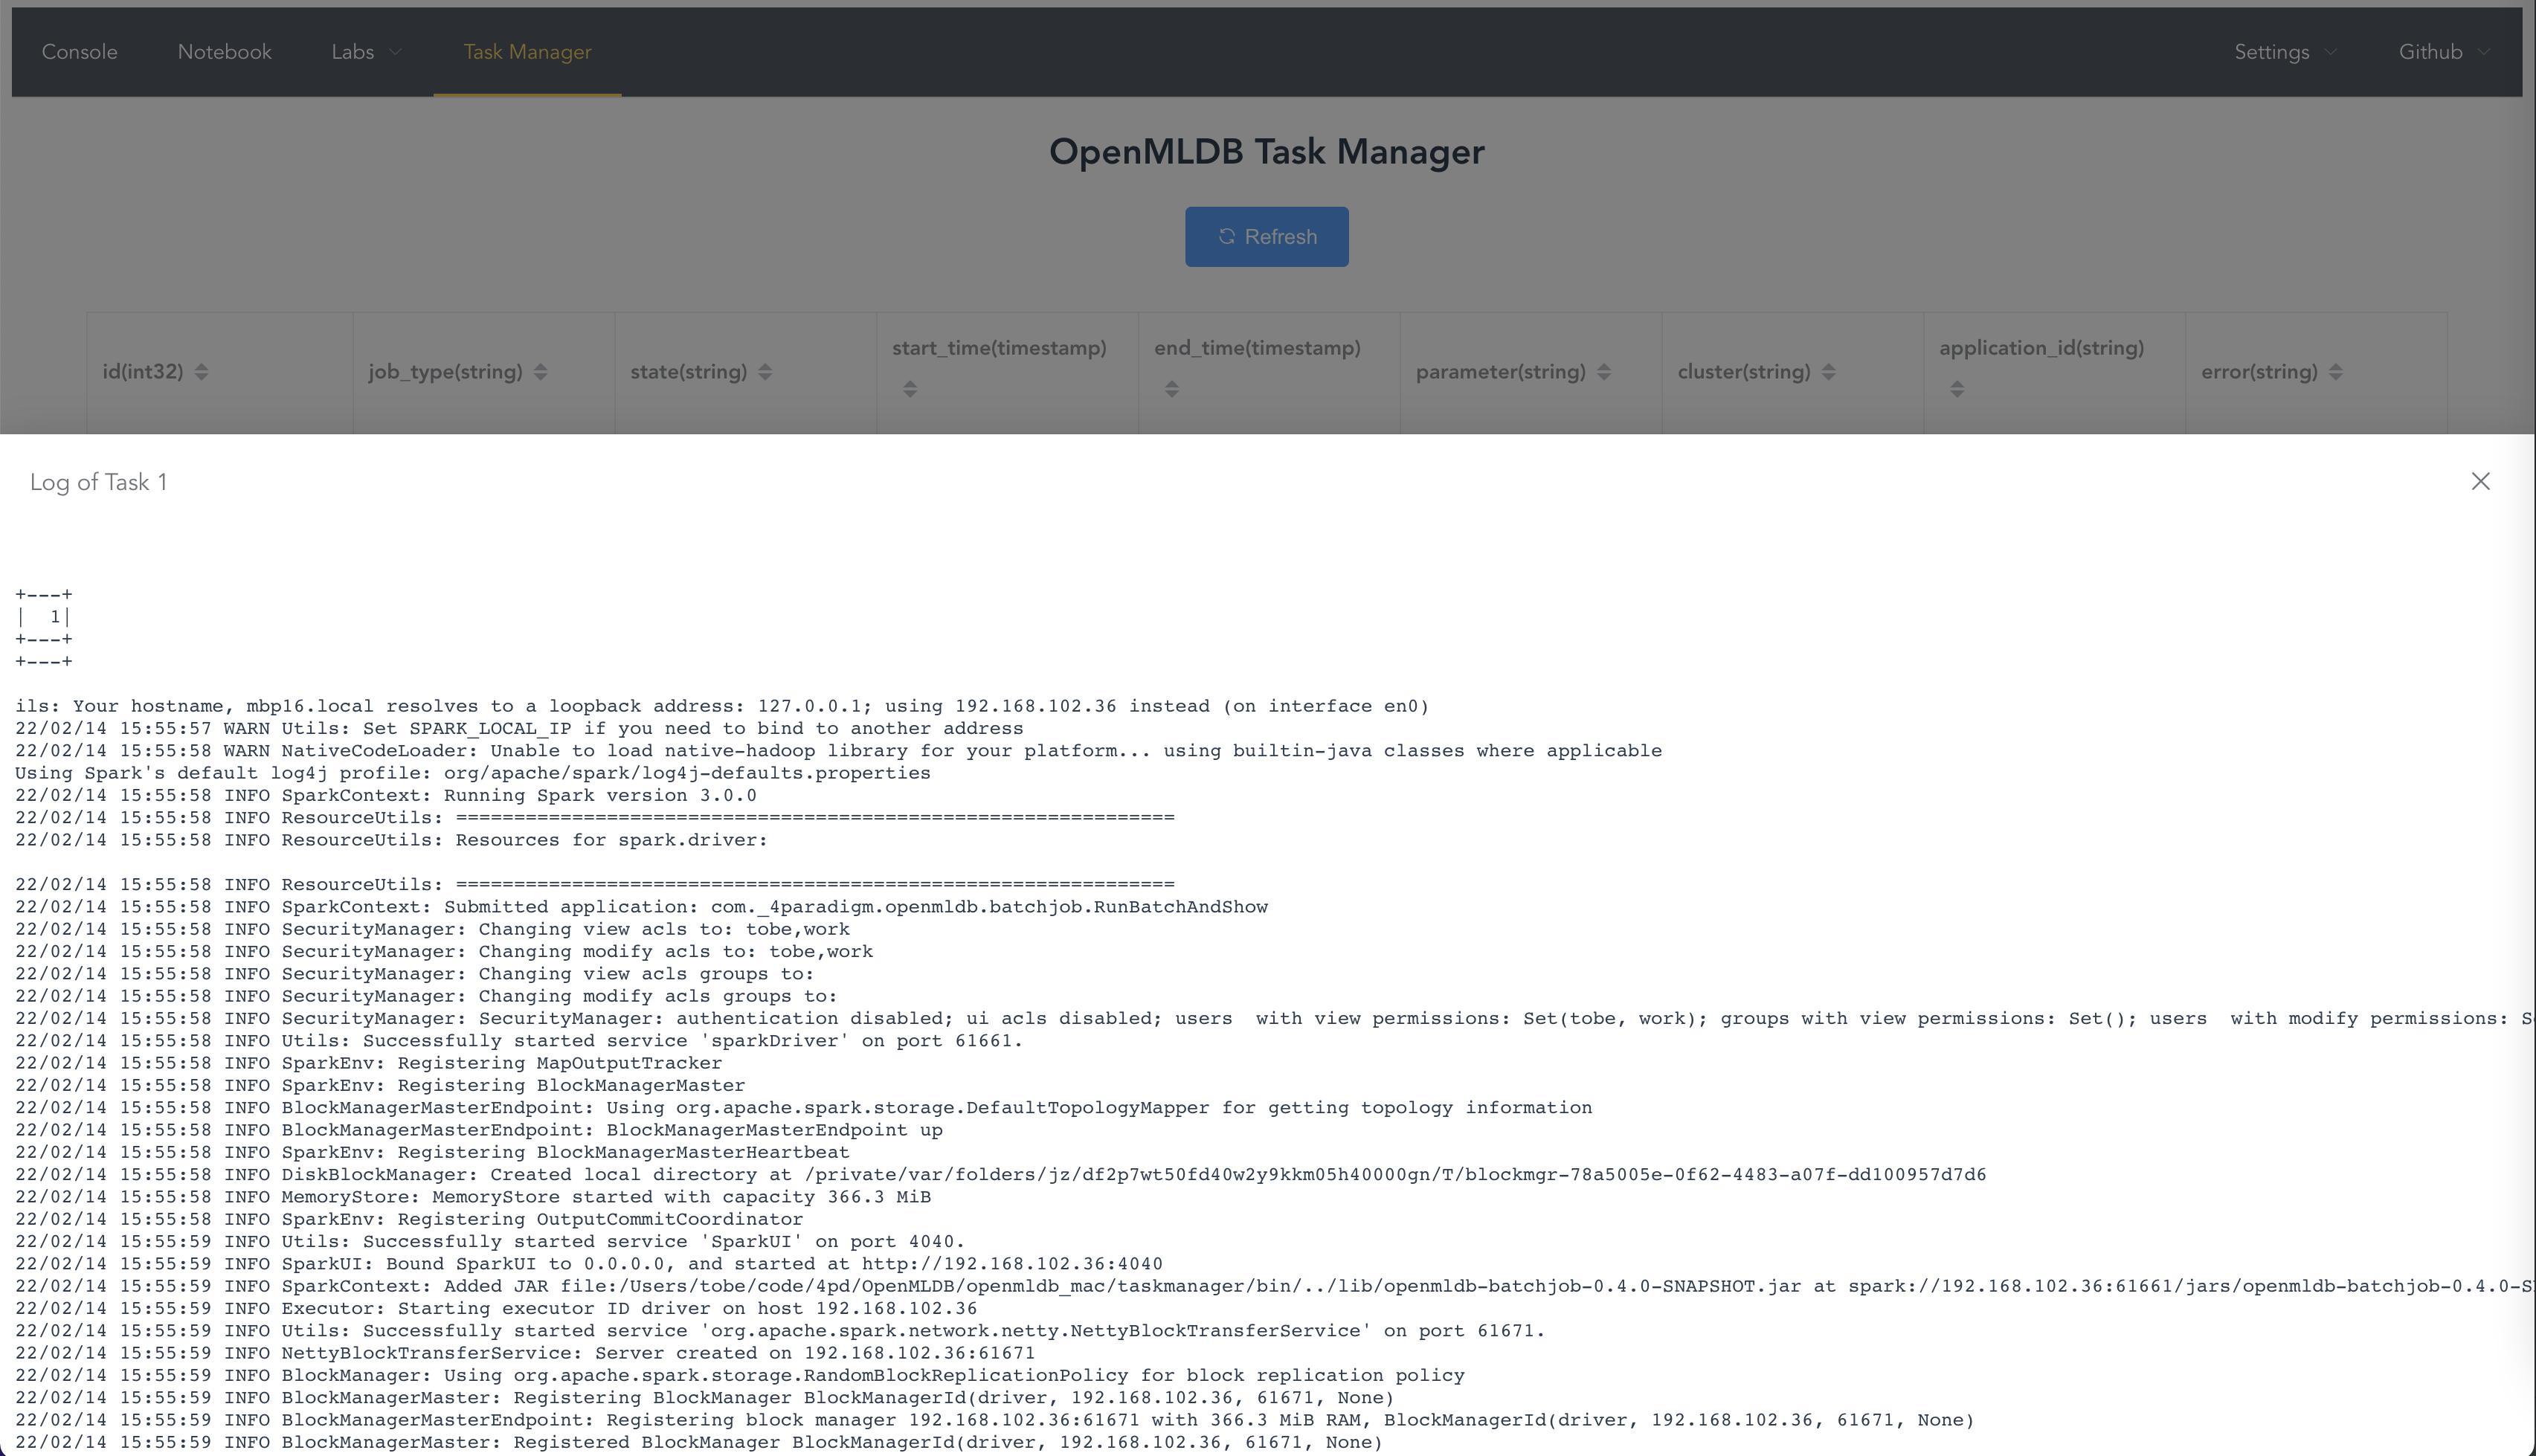 Console Notebook Labs Task Manager Settings Github
OpenMLDB Task Manager
Refresh
id(int32) job_type(string) state(string) start_time(timestamp) end_time(timestamp) parameter(string) cluster(string) application_id(string) error(string)
Log of Task 1
+---+
|  1|
+---+
+---+
ils: Your hostname, mbp16.local resolves to a loopback address: 127.0.0.1; using 192.168.102.36 instead (on interface en0)
22/02/14 15:55:57 WARN Utils: Set SPARK_LOCAL_IP if you need to bind to another address
22/02/14 15:55:58 WARN NativeCodeLoader: Unable to load native-hadoop library for your platform... using builtin-java classes where applicable
Using Spark's default log4j profile: org/apache/spark/log4j-defaults.properties
22/02/14 15:55:58 INFO SparkContext: Running Spark version 3.0.0
22/02/14 15:55:58 INFO ResourceUtils: ==============================================================
22/02/14 15:55:58 INFO ResourceUtils: Resources for spark.driver:
22/02/14 15:55:58 INFO ResourceUtils: ==============================================================
22/02/14 15:55:58 INFO SparkContext: Submitted application: com._4paradigm.openmldb.batchjob.RunBatchAndShow
22/02/14 15:55:58 INFO SecurityManager: Changing view acls to: tobe,work
22/02/14 15:55:58 INFO SecurityManager: Changing modify acls to: tobe,work
22/02/14 15:55:58 INFO SecurityManager: Changing view acls groups to:
22/02/14 15:55:58 INFO SecurityManager: Changing modify acls groups to:
22/02/14 15:55:58 INFO SecurityManager: SecurityManager: authentication disabled; ui acls disabled; users  with view permissions: Set(tobe, work); groups with view permissions: Set(); users  with modify permissions: S
22/02/14 15:55:58 INFO Utils: Successfully started service 'sparkDriver' on port 61661.
22/02/14 15:55:58 INFO SparkEnv: Registering MapOutputTracker
22/02/14 15:55:58 INFO SparkEnv: Registering BlockManagerMaster
22/02/14 15:55:58 INFO BlockManagerMasterEndpoint: Using org.apache.spark.storage.DefaultTopologyMapper for getting topology information
22/02/14 15:55:58 INFO BlockManagerMasterEndpoint: BlockManagerMasterEndpoint up
22/02/14 15:55:58 INFO SparkEnv: Registering BlockManagerMasterHeartbeat
22/02/14 15:55:58 INFO DiskBlockManager: Created local directory at /private/var/folders/jz/df2p7wt50fd40w2y9kkm05h40000gn/T/blockmgr-78a5005e-0f62-4483-a07f-dd100957d7d6
22/02/14 15:55:58 INFO MemoryStore: MemoryStore started with capacity 366.3 MiB
22/02/14 15:55:58 INFO SparkEnv: Registering OutputCommitCoordinator
22/02/14 15:55:59 INFO Utils: Successfully started service 'SparkUI' on port 4040.
22/02/14 15:55:59 INFO SparkUI: Bound SparkUI to 0.0.0.0, and started at http://192.168.102.36:4040
22/02/14 15:55:59 INFO SparkContext: Added JAR file:/Users/tobe/code/4pd/OpenMLDB/openmldb_mac/taskmanager/bin/../lib/openmldb-batchjob-0.4.0-SNAPSHOT.jar at spark://192.168.102.36:61661/jars/openmldb-batchjob-0.4.0-S
22/02/14 15:55:59 INFO Executor: Starting executor ID driver on host 192.168.102.36
22/02/14 15:55:59 INFO Utils: Successfully started service 'org.apache.spark.network.netty.NettyBlockTransferService' on port 61671.
22/02/14 15:55:59 INFO NettyBlockTransferService: Server created on 192.168.102.36:61671
22/02/14 15:55:59 INFO BlockManager: Using org.apache.spark.storage.RandomBlockReplicationPolicy for block replication policy
22/02/14 15:55:59 INFO BlockManagerMaster: Registering BlockManager BlockManagerId(driver, 192.168.102.36, 61671, None)
22/02/14 15:55:59 INFO BlockManagerMasterEndpoint: Registering block manager 192.168.102.36:61671 with 366.3 MiB RAM, BlockManagerId(driver, 192.168.102.36, 61671, None)
22/02/14 15:55:59 INFO BlockManagerMaster: Registered BlockManager BlockManagerId(driver, 192.168.102.36, 61671, None)